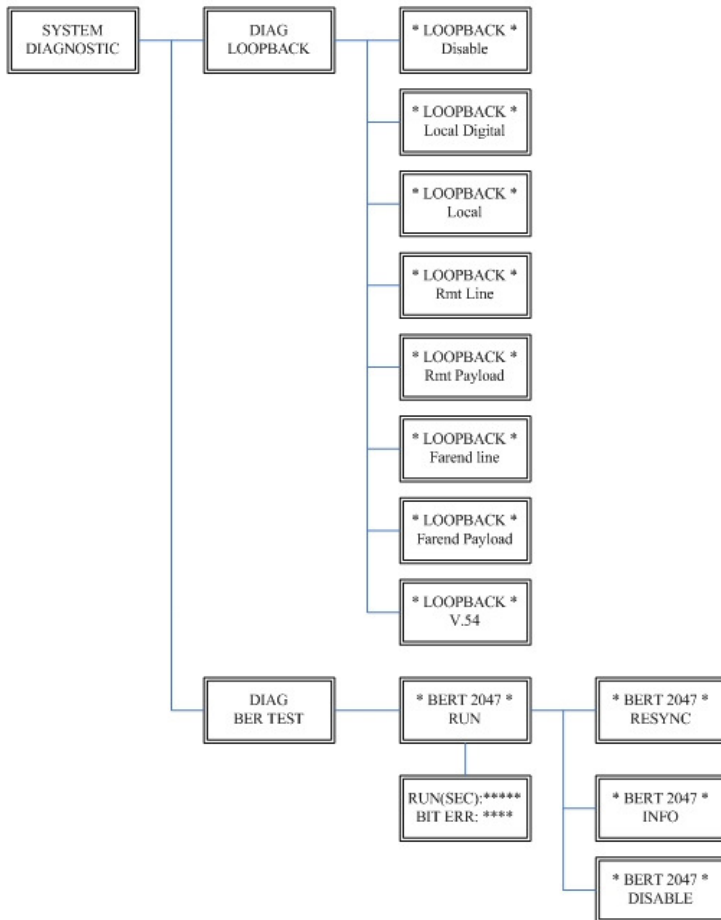 SYSTEM
DIAGNOSTIC
DIAG
LOOPBACK
* LOOPBACK *
Disable
* LOOPBACK *
Local Digital
* LOOPBACK *
Local
* LOOPBACK *
Rmt Line
* LOOPBACK *
Rmt Payload
* LOOPBACK *
Farend line
* LOOPBACK *
Farend Payload
* LOOPBACK *
V.54
DIAG
BER TEST
* BERT 2047 *
RUN
* BERT 2047 *
RESYNC
RUN(SEC):*****
BIT ERR: ****
* BERT 2047 *
INFO
* BERT 2047 *
DISABLE